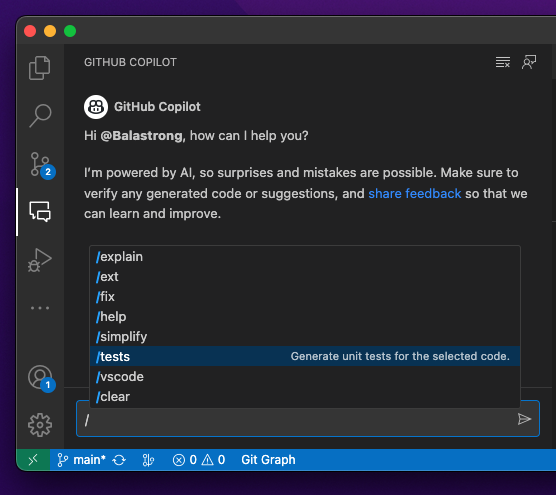 GITHUB COPILOT
GitHub Copilot
Hi @Balastrong, how can I help you?
I'm powered by AI, so surprises and mistakes are possible. Make sure to
verify any generated code or suggestions, and share feedback so that we
can learn and improve.
2
/explain
/ext
/fix
/help
/simplify
/tests Generate unit tests for the selected code.
/vscode
/clear
1
/
main* 0 0 Git Graph